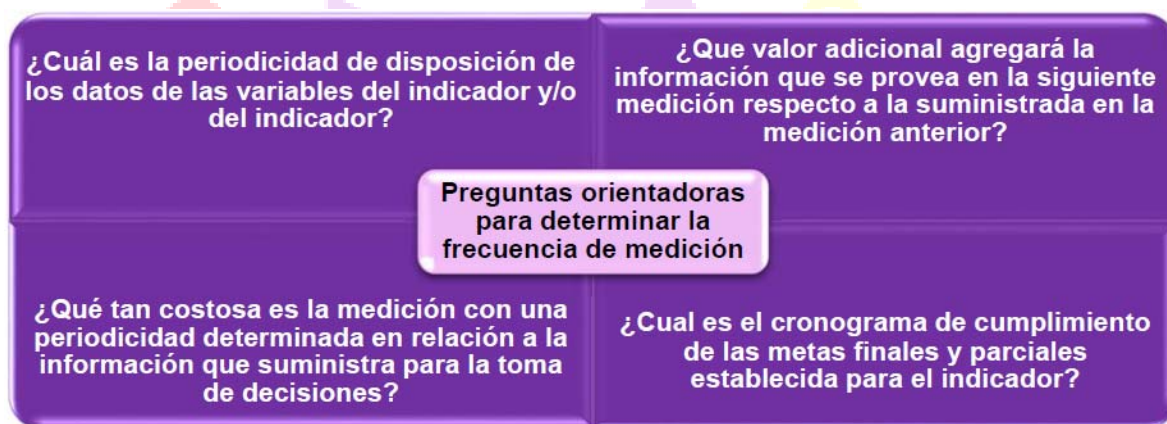 ¿Cuál es la periodicidad de disposición de
los datos de las variables del indicador y/o
del indicador?
¿Que valor adicional agregará la
información que se provea en la siguiente
medición respecto a la suministrada en la
medición anterior?
Preguntas orientadoras
para determinar la
frecuencia de medición
¿Qué tan costosa es la medición con una
periodicidad determinada en relación a la
información que suministra para la toma
de decisiones?
¿Cual es el cronograma de cumplimiento
de las metas finales y parciales
establecida para el indicador?